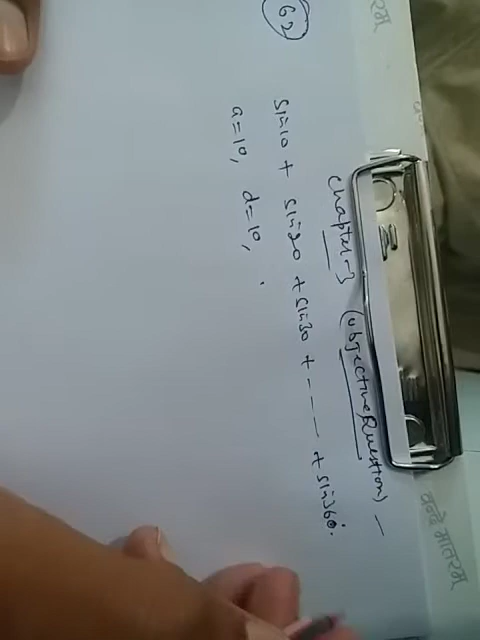 Chapter-3 (objective Question) -
62
sin10 + sin20 + sin30 + - - - + sin360°.
a=10, d=10,
वन्दे मातरम्